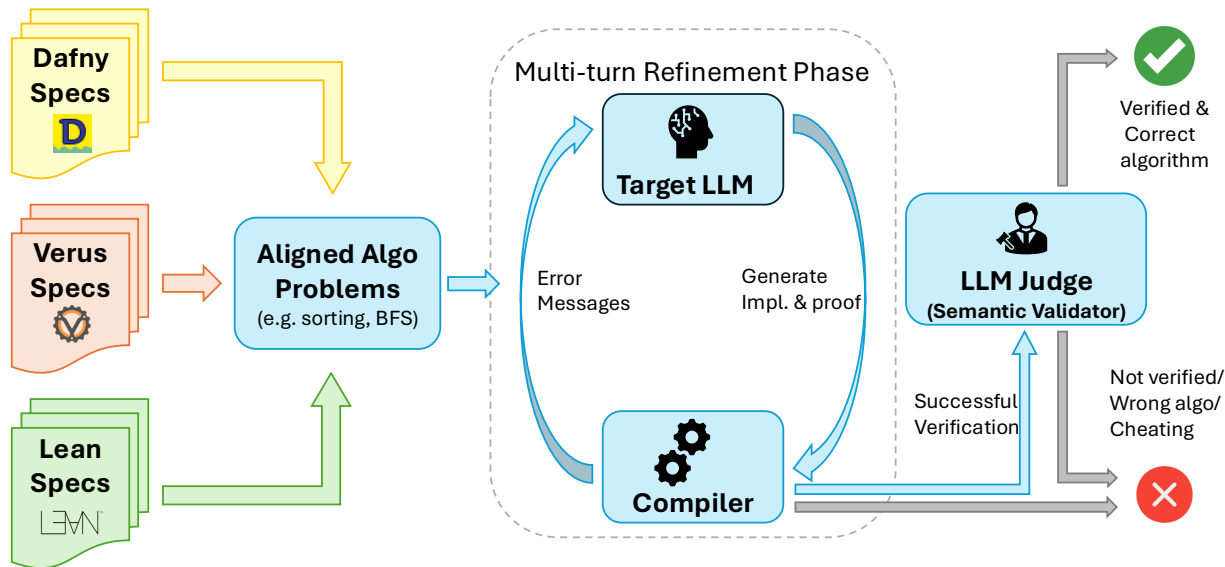 Dafny
Specs
D
Verus
Specs
Lean
Specs
LEAN
Aligned Algo
Problems
(e.g. sorting, BFS)
Multi-turn Refinement Phase
Target LLM
Error
Messages
Generate
Impl. & proof
Compiler
LLM Judge
(Semantic Validator)
Successful
Verification
Verified &
Correct
algorithm
Not verified/
Wrong algo/
Cheating